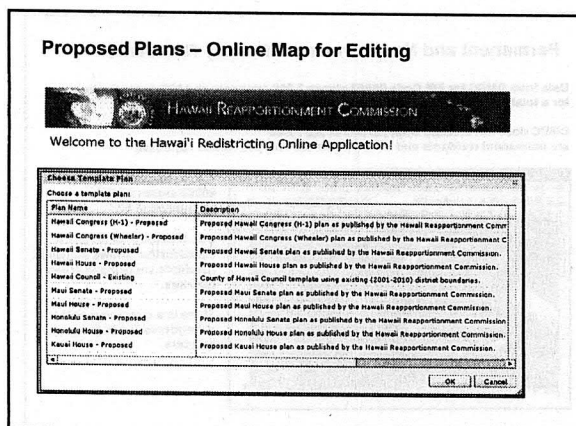 Proposed Plans – Online Map for Editing
HAWAII REAPPORTIONMENT COMMISSION
Welcome to the Hawai'i Redistricting Online Application!
Choose Template Plan
Choose a template plans
Plan Name Description
Hawaii Congress (H-1) - Proposed Proposed Hawaii Congress (H-1) plan as published by the Hawaii Reapportionment Comm
Hawaii Congress (Wheeler) - Proposed Proposed Hawaii Congress (Wheeler) plan as published by the Hawaii Reapportionment C
Hawaii Senate - Proposed Proposed Hawaii Senate plan as published by the Hawaii Reapportionment Commission.
Hawaii House - Proposed Proposed Hawaii House plan as published by the Hawaii Reapportionment Commission.
Hawaii Council - Existing County of Hawaii Council template using existing (2001-2010) district boundaries.
Maui Senate - Proposed Proposed Maui Senate plan as published by the Hawaii Reapportionment Commission.
Maui House - Proposed Proposed Maui House plan as published by the Hawaii Reapportionment Commission.
Honolulu Senate - Proposed Proposed Honolulu Senate plan as published by the Hawaii Reapportionment Commission
Honolulu House - Proposed Proposed Honolulu House plan as published by the Hawaii Reapportionment Commission.
Kauai House - Proposed Proposed Kauai House plan as published by the Hawaii Reapportionment Commission.
OK Cancel